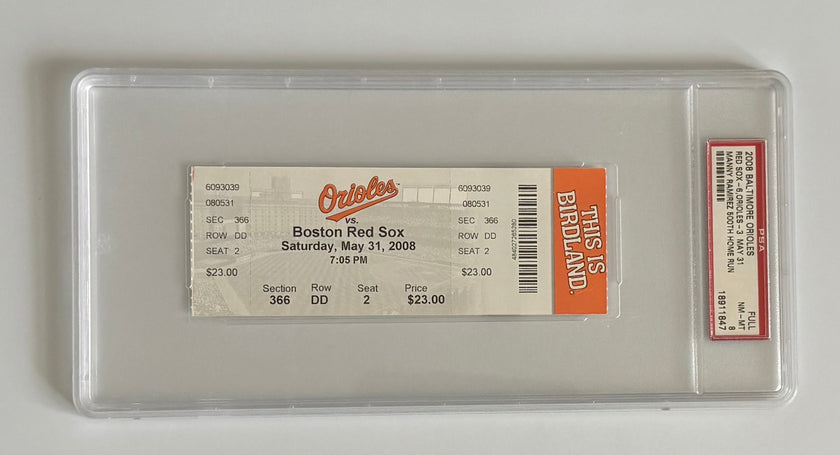 6093039
080531
SEC 366
ROW DD
SEAT 2
$23.00
Orioles
vs.
Boston Red Sox
Saturday, May 31, 2008
7:05 PM
Section Row Seat Price
366 DD 2 $23.00
6093039
080531
SEC 366
ROW DD
SEAT 2
$23.00
THIS IS
BIRDLAND.
PSA
2008 BALTIMORE ORIOLES FULL
RED SOX-6,ORIOLES-3 MAY 31 NM-MT 8
MANNY RAMIREZ 500TH HOME RUN 18911847